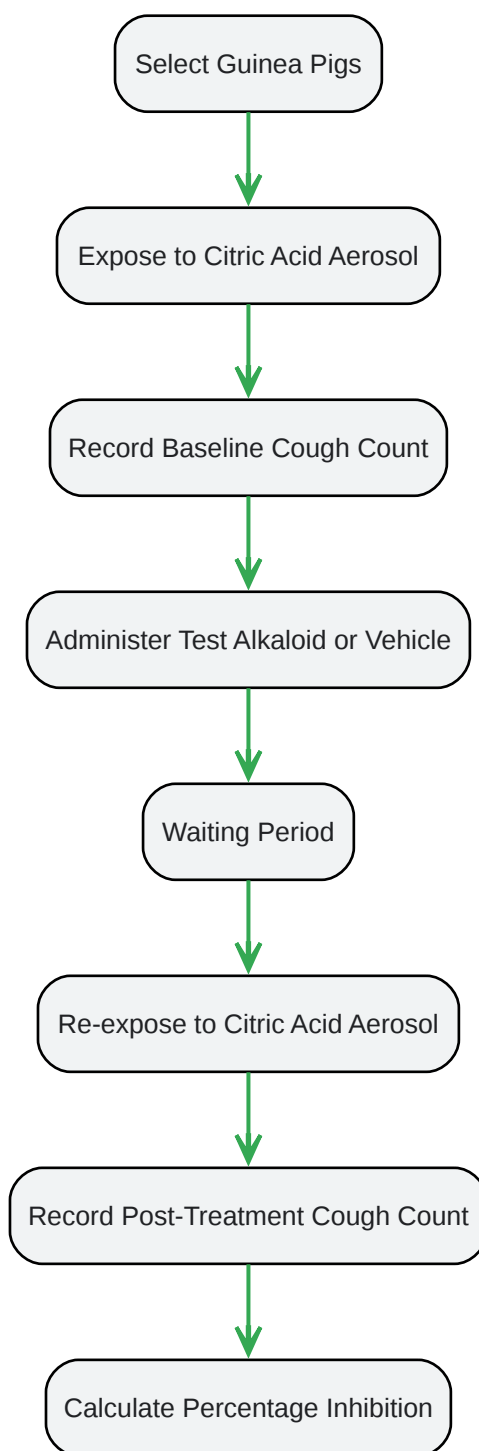 Select Guinea Pigs
Expose to Citric Acid Aerosol
Record Baseline Cough Count
Administer Test Alkaloid or Vehicle
Waiting Period
Re-expose to Citric Acid Aerosol
Record Post-Treatment Cough Count
Calculate Percentage Inhibition